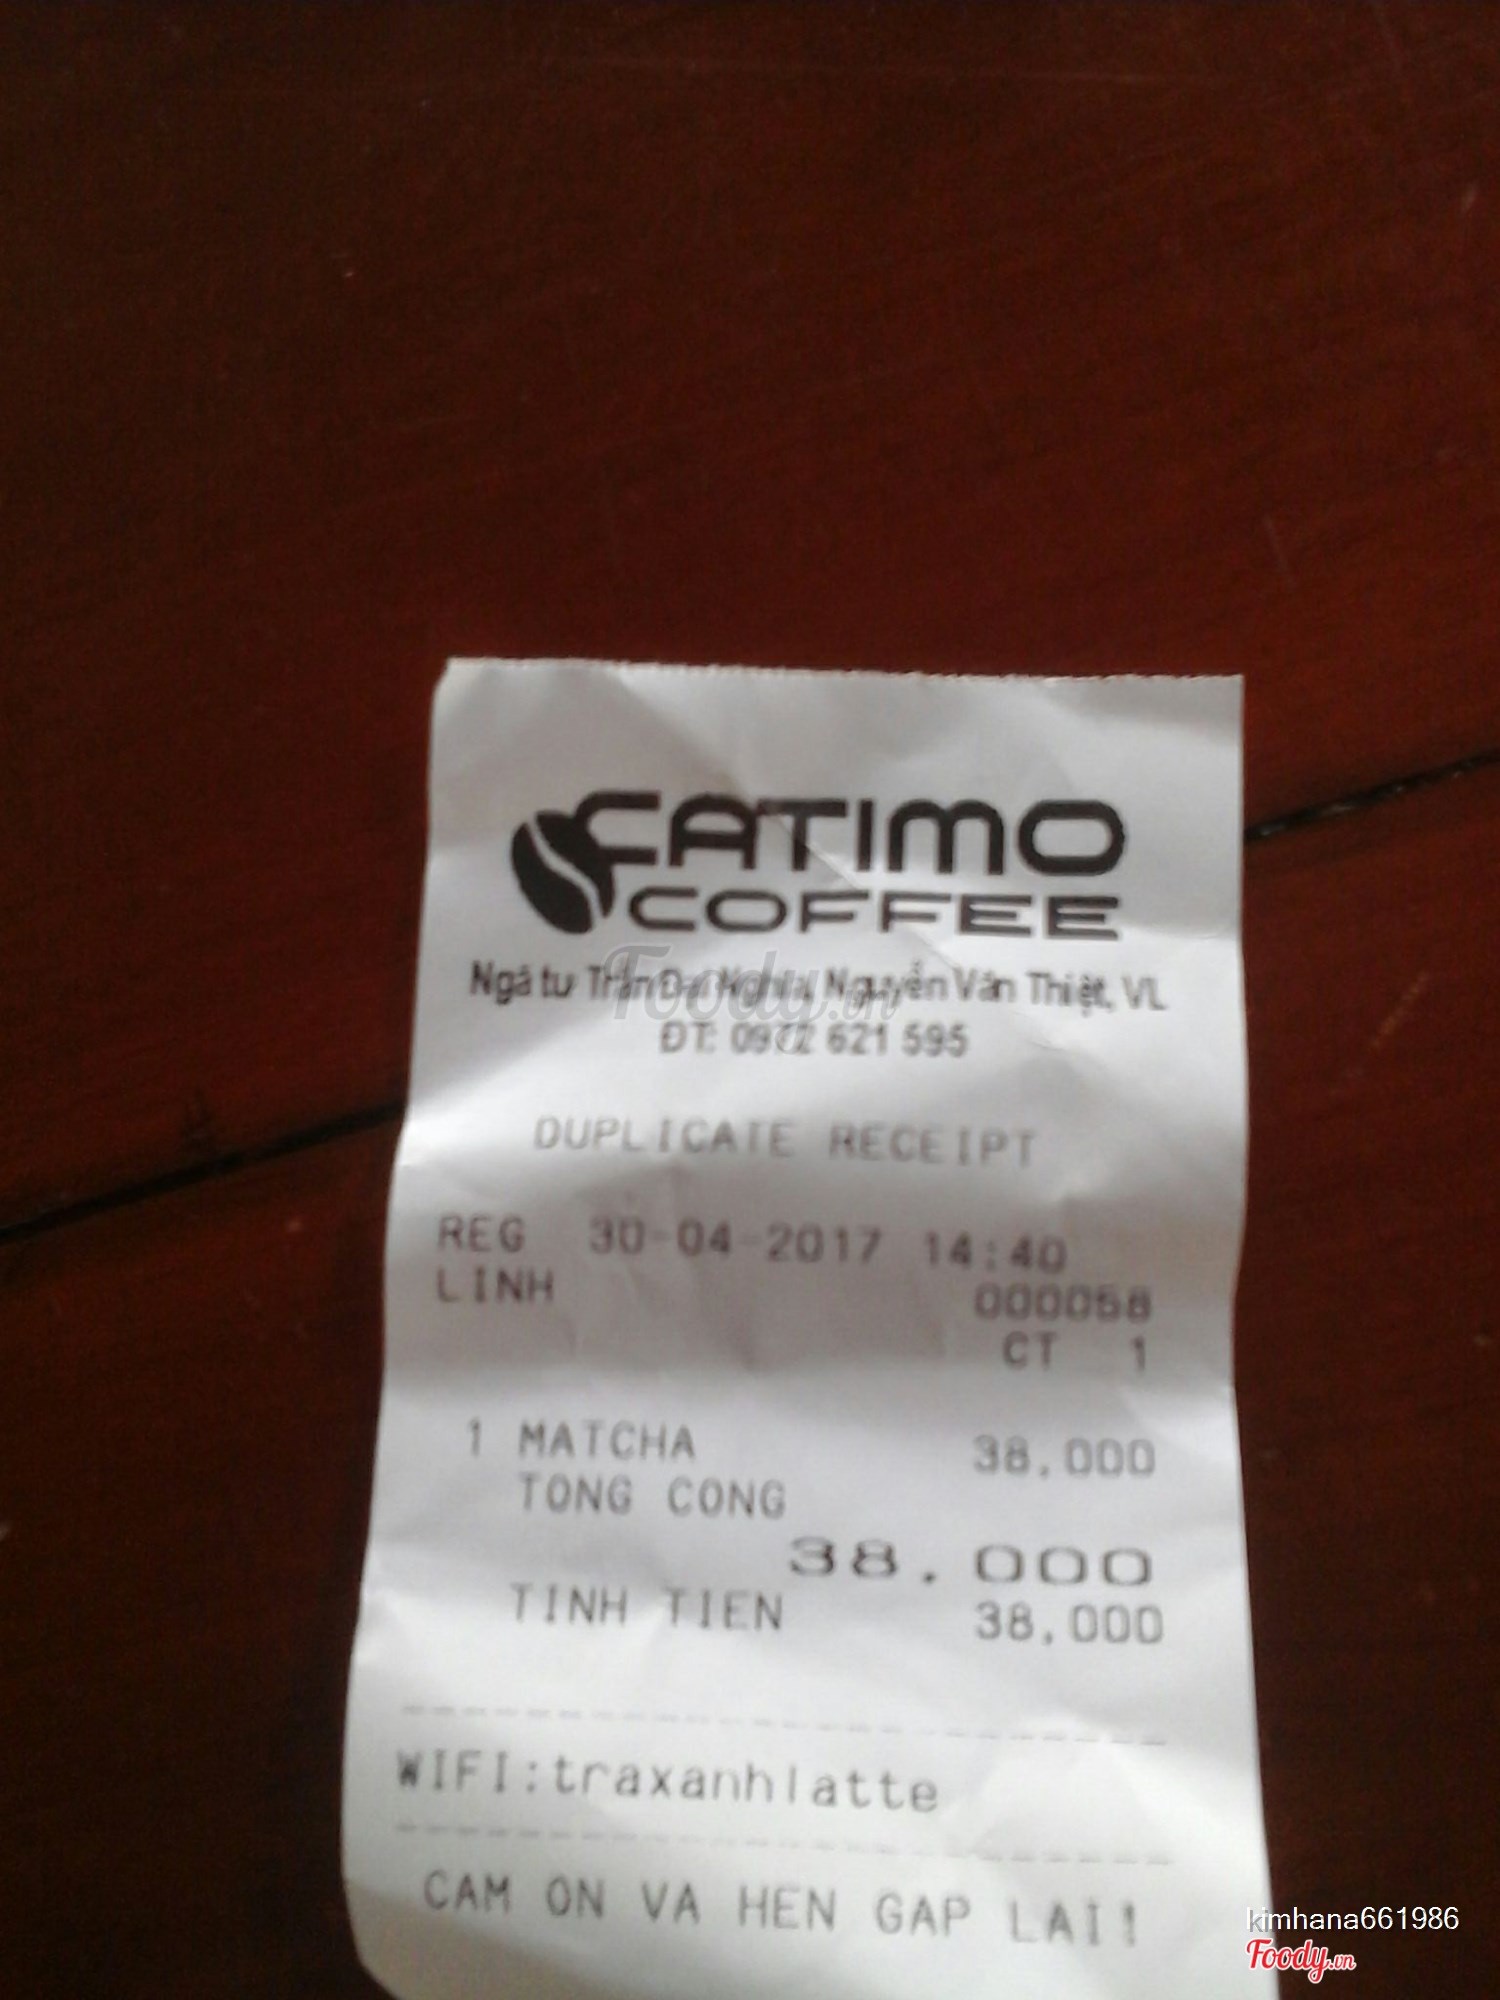 CATIMO
COFFEE
Ngã tư Trần Đại Nghĩa, Nguyễn Văn Thiệt, VL
ĐT: 0972 621 595
DUPLICATE RECEIPT
REG 30-04-2017 14:40
LINH 000058
CT 1
1 MATCHA 38,000
TONG CONG
38,000
TINH TIEN 38,000
WIFI:traxanhlatte
CAM ON VA HEN GAP LAI!
kimhana661986
Foody.vn
Foody.vn